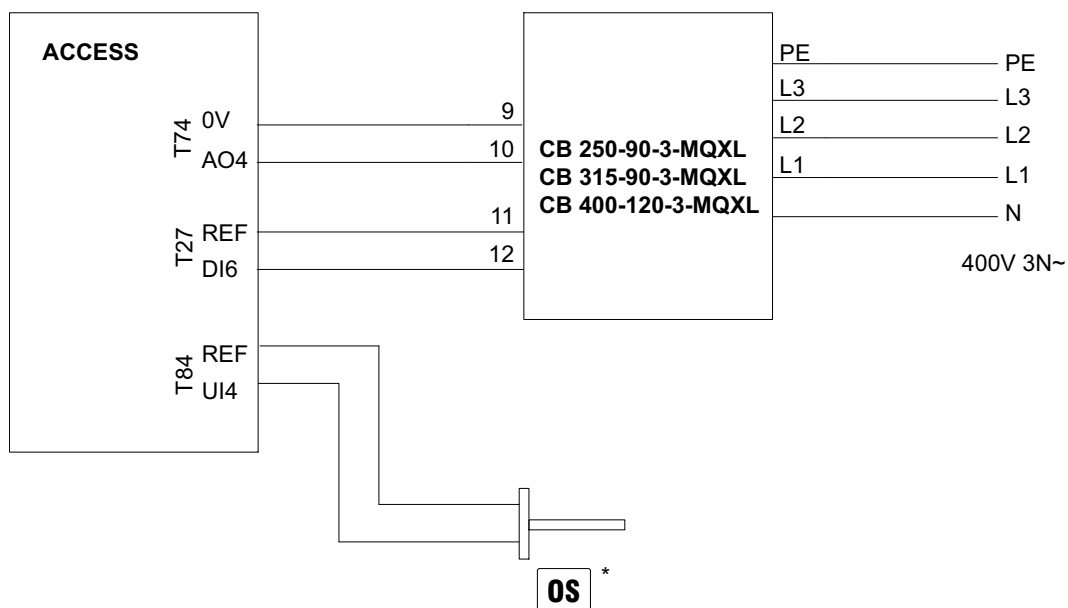 ACCESS
T74
0V
AO4
T27
REF
DI6
T84
REF
UI4
9
10
11
12
CB 250-90-3-MQXL
CB 315-90-3-MQXL
CB 400-120-3-MQXL
PE
L3
L2
L1
PE
L3
L2
L1
N
400V 3N~
OS *